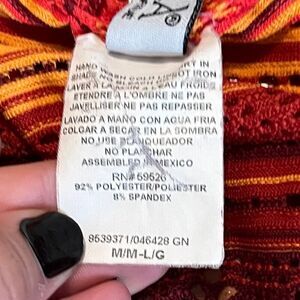 A®
HAND WASH COLD
SHADE NO BLEACH DO NOT IRON
LAVER A LA MAIN A L'EAU FROIDE
ETENDRE A L'OMBRE NE PAS
JAVELLISER NE PAS REPASSER
LAVADO A MANO CON AGUA FRIA
COLGAR A SECAR EN LA SOMBRA
NO USE BLANQUEADOR
NO PLANCHAR
ASSEMBLED IN MEXICO
RN# 69526
92% POLYESTER/POLIESTER
8% SPANDEX
8539371/046428 GN
M/M-L/G